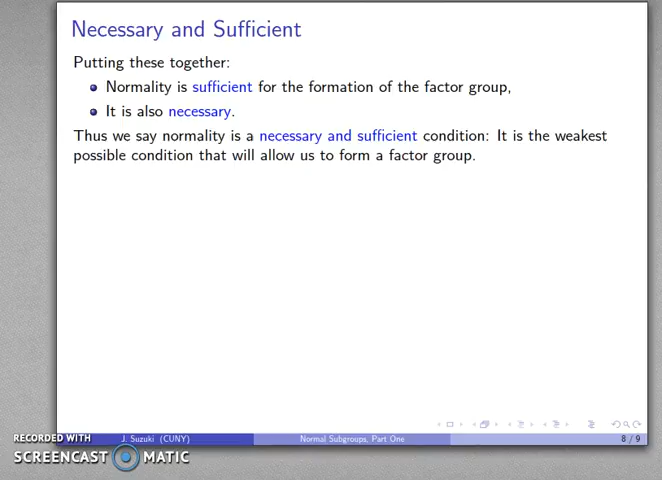 Necessary and Sufficient
Putting these together:
Normality is sufficient for the formation of the factor group,
It is also necessary.
Thus we say normality is a necessary and sufficient condition: It is the weakest
possible condition that will allow us to form a factor group.
J. Suzuki (CUNY) Normal Subgroups, Part One 8 / 9
RECORDED WITH
SCREENCAST MATIC